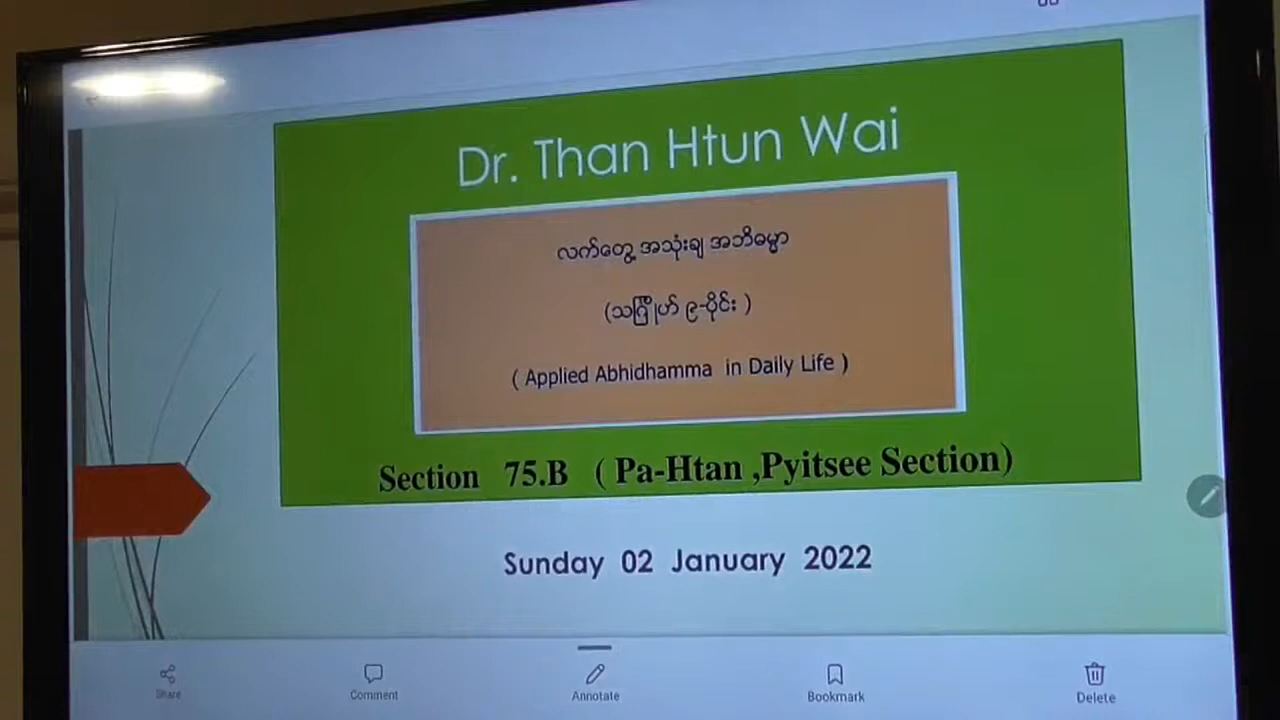 Dr. Than Htun Wai
လက်တွေ့ အသုံးချ အဘိဓမ္မာ
(သင်္ဂြိုဟ် ၉-ပိုင်း )
( Applied Abhidhamma in Daily Life )
Section 75.B ( Pa-Htan ,Pyitsee Section)
Sunday 02 January 2022
Share Comment Annotate Bookmark Delete